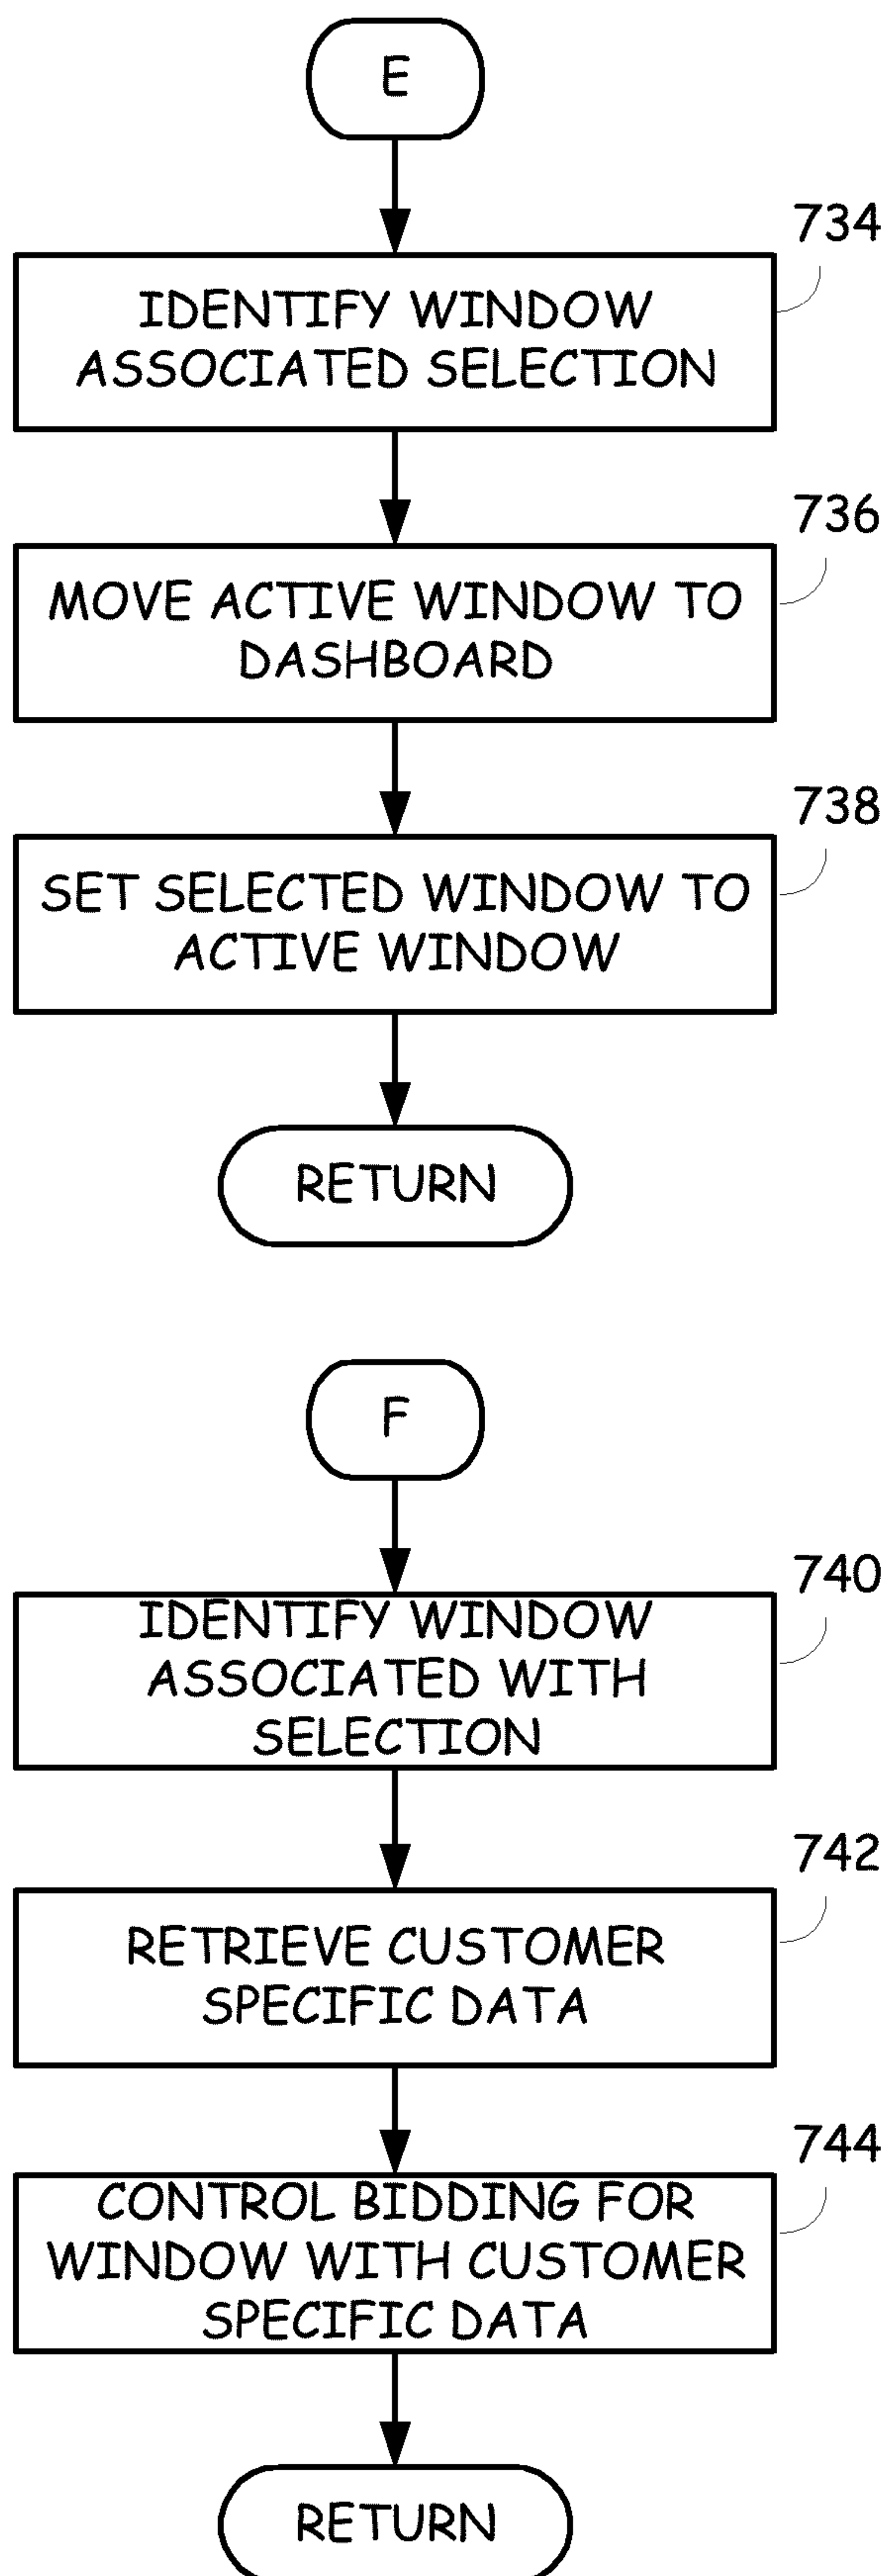 E
734
IDENTIFY WINDOW
ASSOCIATED SELECTION
736
MOVE ACTIVE WINDOW TO
DASHBOARD
738
SET SELECTED WINDOW TO
ACTIVE WINDOW
RETURN
F
740
IDENTIFY WINDOW
ASSOCIATED WITH
SELECTION
742
RETRIEVE CUSTOMER
SPECIFIC DATA
744
CONTROL BIDDING FOR
WINDOW WITH CUSTOMER
SPECIFIC DATA
RETURN